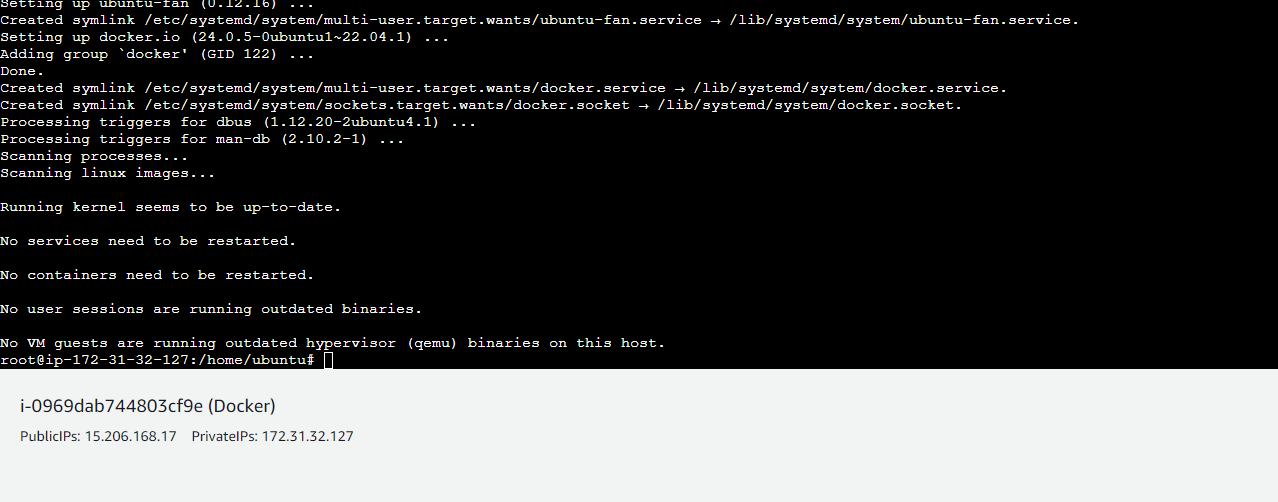 Setting up ubuntu-fan (0.12.16) ...
Created symlink /etc/systemd/system/multi-user.target.wants/ubuntu-fan.service → /lib/systemd/system/ubuntu-fan.service.
Setting up docker.io (24.0.5-0ubuntu1~22.04.1) ...
Adding group `docker' (GID 122) ...
Done.
Created symlink /etc/systemd/system/multi-user.target.wants/docker.service → /lib/systemd/system/docker.service.
Created symlink /etc/systemd/system/sockets.target.wants/docker.socket → /lib/systemd/system/docker.socket.
Processing triggers for dbus (1.12.20-2ubuntu4.1) ...
Processing triggers for man-db (2.10.2-1) ...
Scanning processes...
Scanning linux images...
Running kernel seems to be up-to-date.
No services need to be restarted.
No containers need to be restarted.
No user sessions are running outdated binaries.
No VM guests are running outdated hypervisor (qemu) binaries on this host.
root@ip-172-31-32-127:/home/ubuntu#
i-0969dab744803cf9e (Docker)
PublicIPs: 15.206.168.17 PrivateIPs: 172.31.32.127